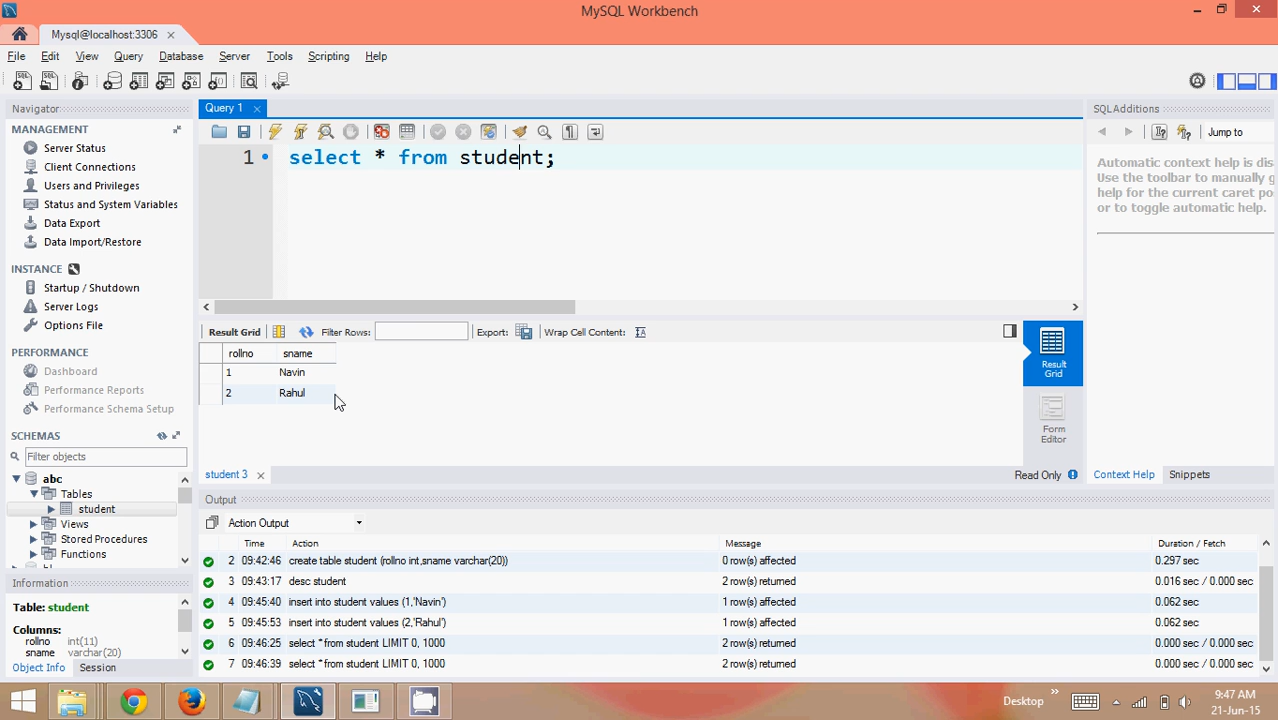 MySQL Workbench
Mysql@localhost:3306
File Edit View Query Database Server Tools Scripting Help
Navigator
MANAGEMENT
Server Status
Client Connections
Users and Privileges
Status and System Variables
Data Export
Data Import/Restore
INSTANCE
Startup / Shutdown
Server Logs
Options File
PERFORMANCE
Dashboard
Performance Reports
Performance Schema Setup
SCHEMAS
Filter objects
abc
Tables
student
Views
Stored Procedures
Functions
Information
Table: student
Columns:
rollno int(11)
sname varchar(20)
Object Info Session
Query 1
1 select * from student;
Result Grid Filter Rows: Export: Wrap Cell Content:
rollno sname
1 Navin
2 Rahul
Result Grid
Form Editor
student 3
Read Only
SQLAdditions
Jump to
Automatic context help is dis
Use the toolbar to manually g
help for the current caret po
or to toggle automatic help.
Context Help Snippets
Output
Action Output
Time Action Message Duration / Fetch
2 09:42:46 create table student (rollno int,sname varchar(20)) 0 row(s) affected 0.297 sec
3 09:43:17 desc student 2 row(s) returned 0.016 sec / 0.000 sec
4 09:45:40 insert into student values (1,'Navin') 1 row(s) affected 0.062 sec
5 09:45:53 insert into student values (2,'Rahul') 1 row(s) affected 0.062 sec
6 09:46:25 select * from student LIMIT 0, 1000 2 row(s) returned 0.000 sec / 0.000 sec
7 09:46:39 select * from student LIMIT 0, 1000 2 row(s) returned 0.000 sec / 0.000 sec
Desktop
9:47 AM
21-Jun-15